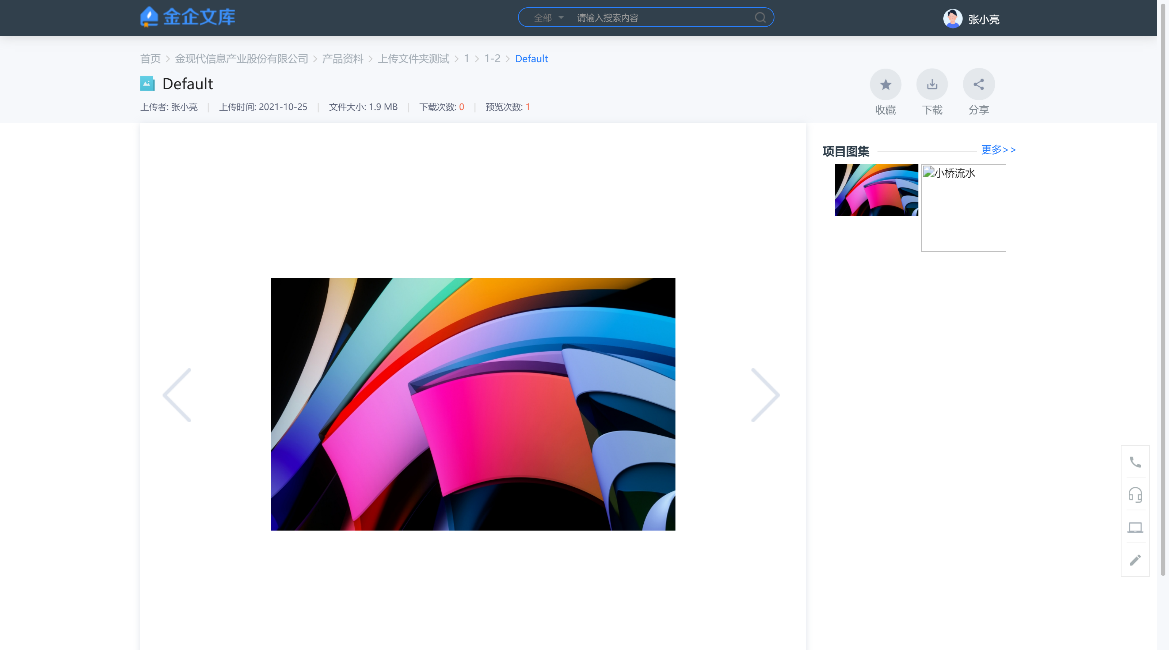 金企文库
全部 请输入搜索内容
张小亮
首页 > 金现代信息产业股份有限公司 > 产品资料 > 上传文件夹测试 > 1 > 1-2 > Default
Default
上传者: 张小亮 | 上传时间: 2021-10-25 | 文件大小: 1.9 MB | 下载次数: 0 | 预览次数: 1
收藏 下载 分享
项目图集 更多>>
小桥流水